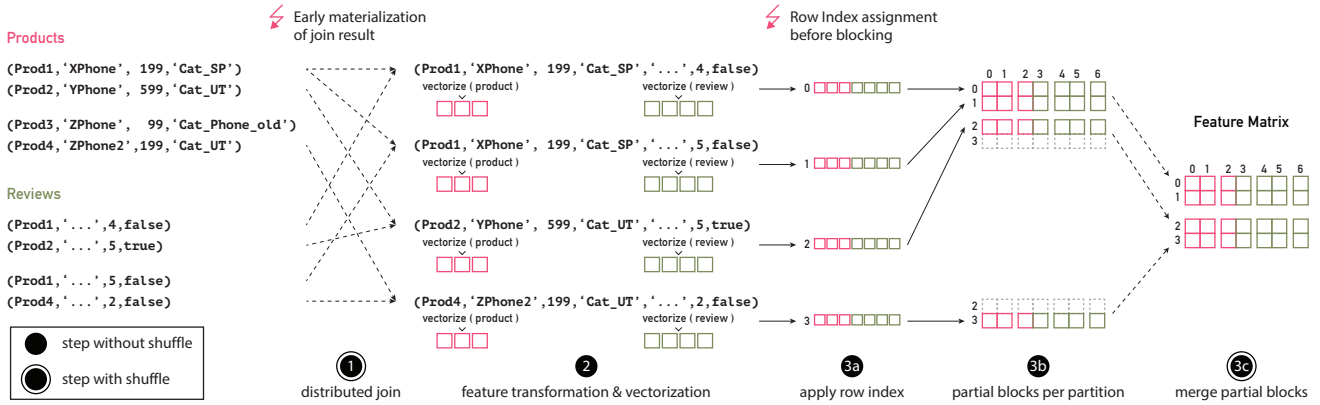 Early materialization
of join result
Row Index assignment
before blocking
Products
(Prod1,‘XPhone’, 199,‘Cat_SP’)
(Prod2,‘YPhone’, 599,‘Cat_UT’)
(Prod3,‘ZPhone’, 99,‘Cat_Phone_old’)
(Prod4,‘ZPhone2’,199,‘Cat_UT’)
Reviews
(Prod1,‘...’,4,false)
(Prod2,‘...’,5,true)
(Prod1,‘...’,5,false)
(Prod4,‘...’,2,false)
step without shuffle
step with shuffle
(Prod1,‘XPhone’, 199,‘Cat_SP’,‘...’,4,false)
vectorize ( product )
vectorize ( review )
(Prod1,‘XPhone’, 199,‘Cat_SP’,‘...’,5,false)
vectorize ( product )
vectorize ( review )
(Prod2,‘YPhone’, 599,‘Cat_UT’,‘...’,5,true)
vectorize ( product )
vectorize ( review )
(Prod4,‘ZPhone2’,199,‘Cat_UT’,‘...’,2,false)
vectorize ( product )
vectorize ( review )
0
1
2
3
0 1 2 3 4 5 6
0
1
2
3
2
3
Feature Matrix
0 1 2 3 4 5 6
0
1
2
3
1
distributed join
2
feature transformation & vectorization
3a
apply row index
3b
partial blocks per partition
3c
merge partial blocks